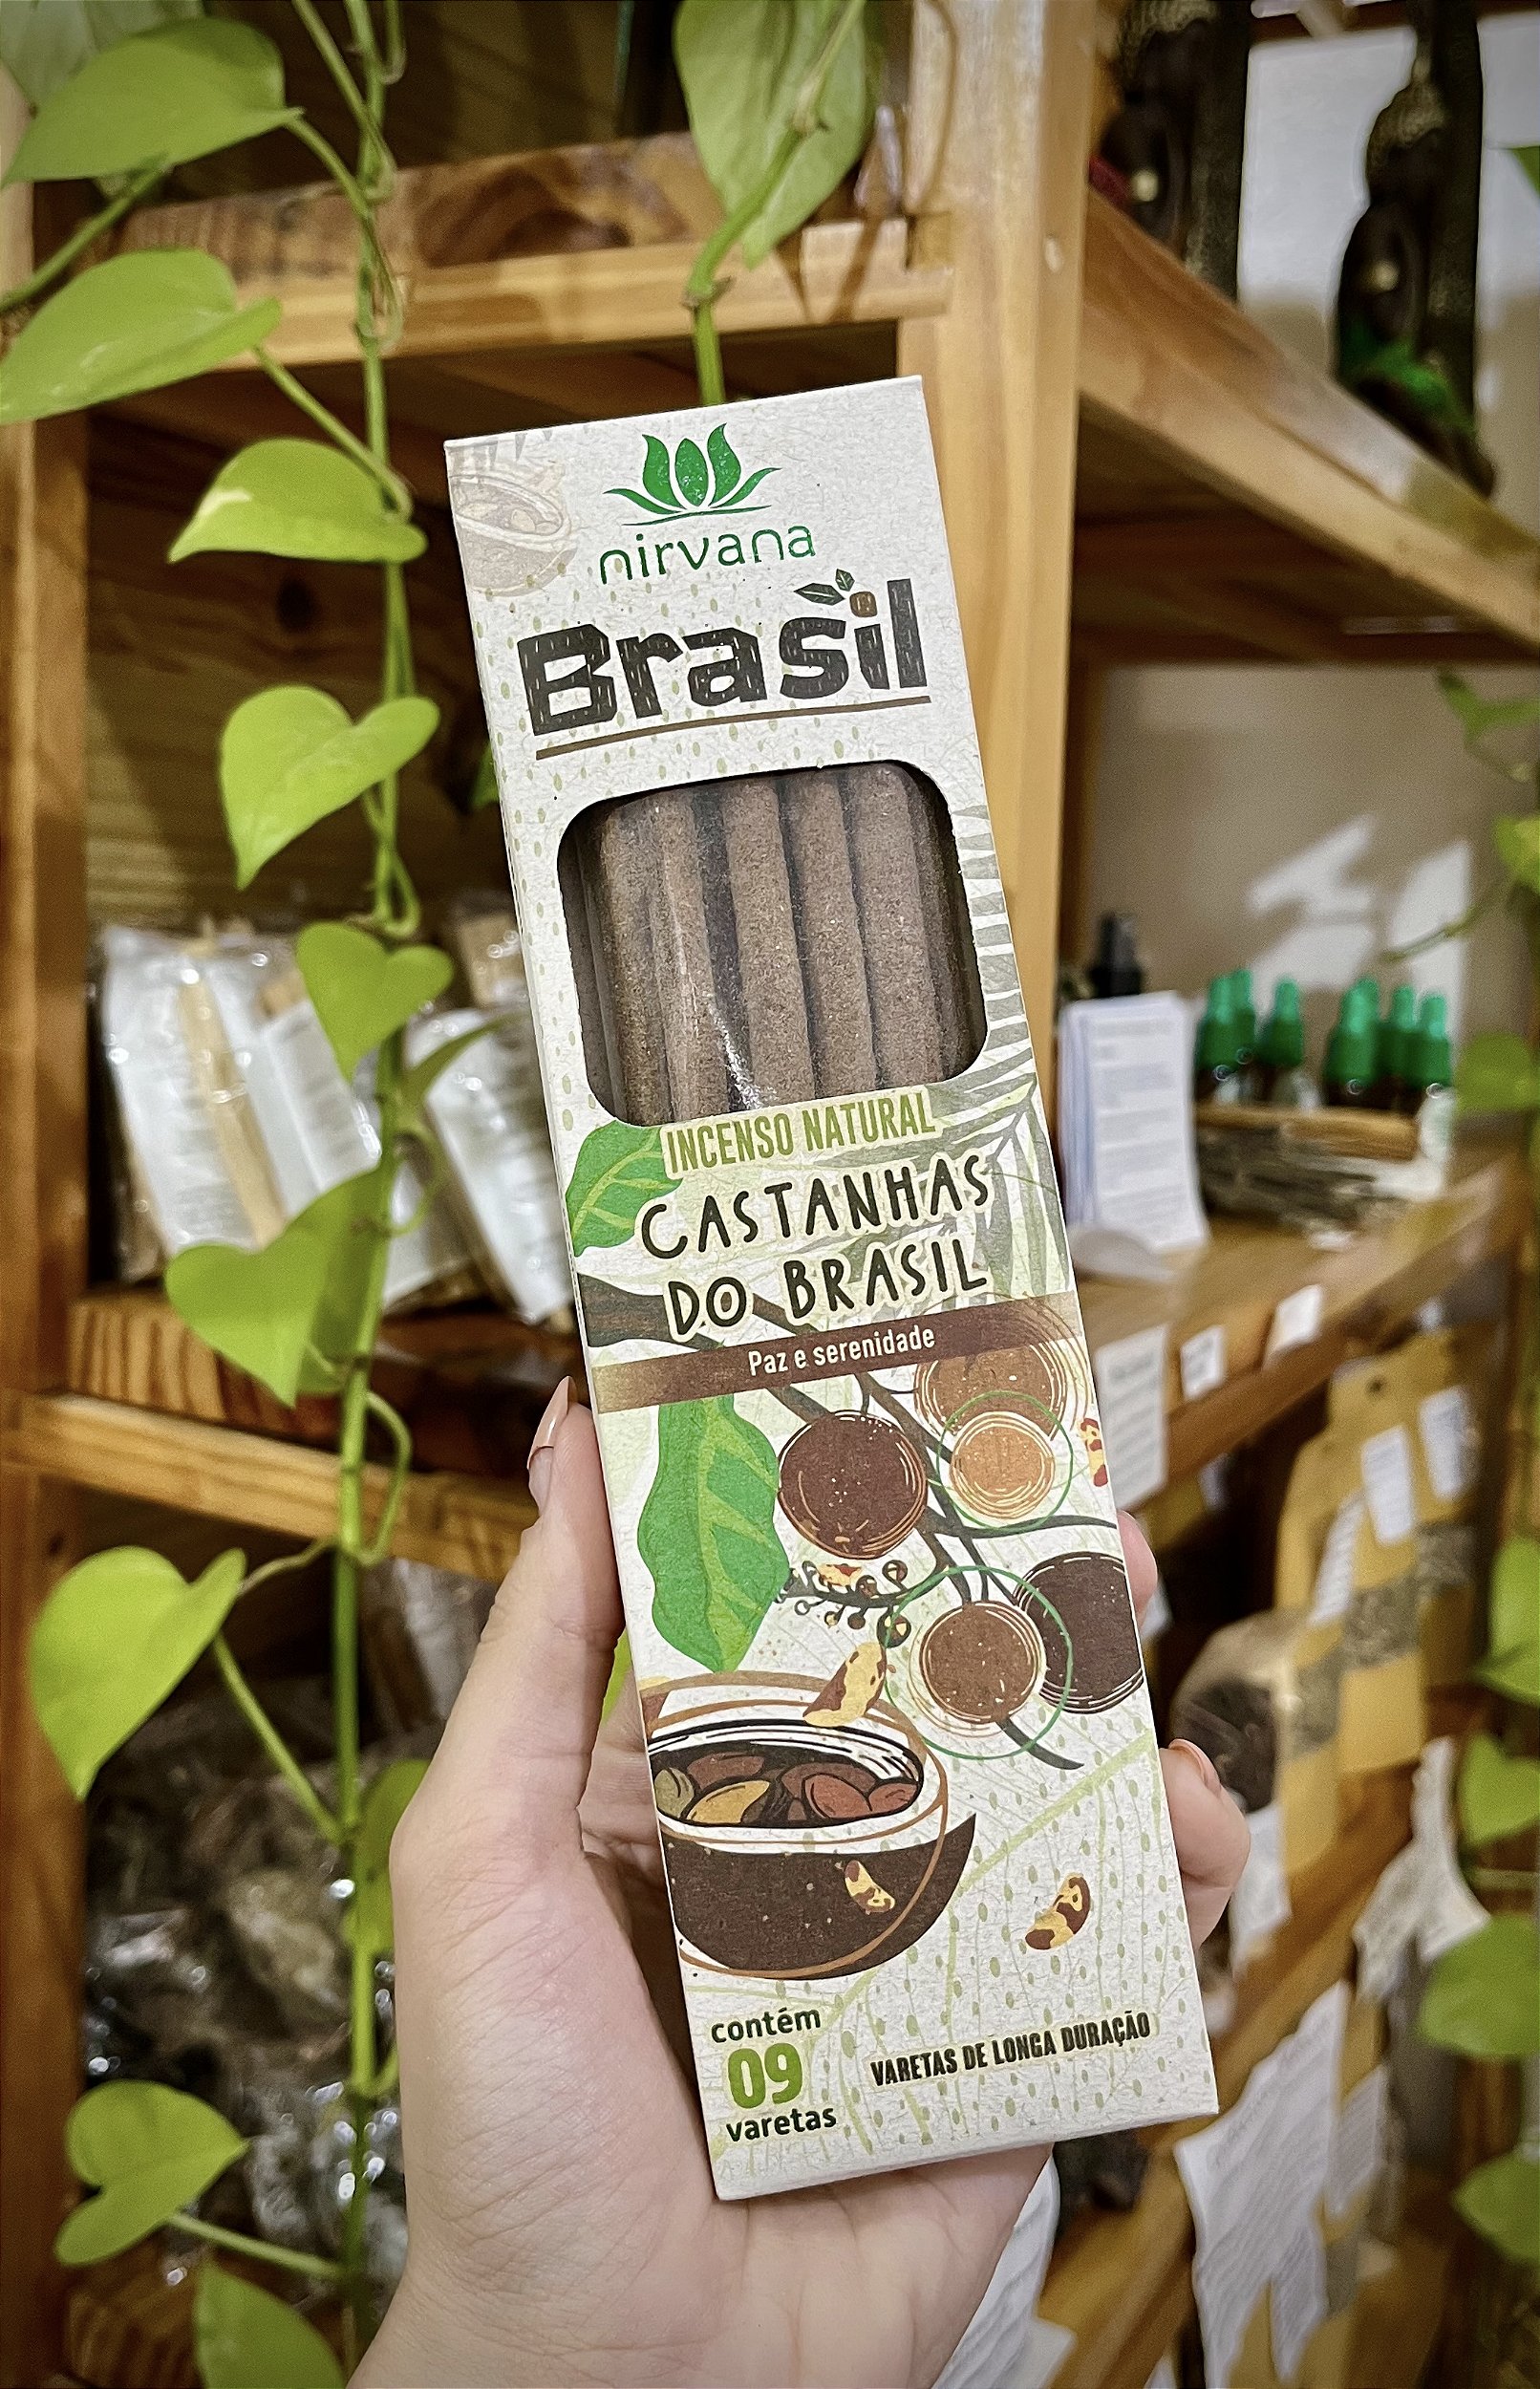 nirvana
Brasil
INCENSO NATURAL
CASTANHAS
DO BRASIL
Paz e serenidade
contém
09
varetas
VARETAS DE LONGA DURAÇÃO